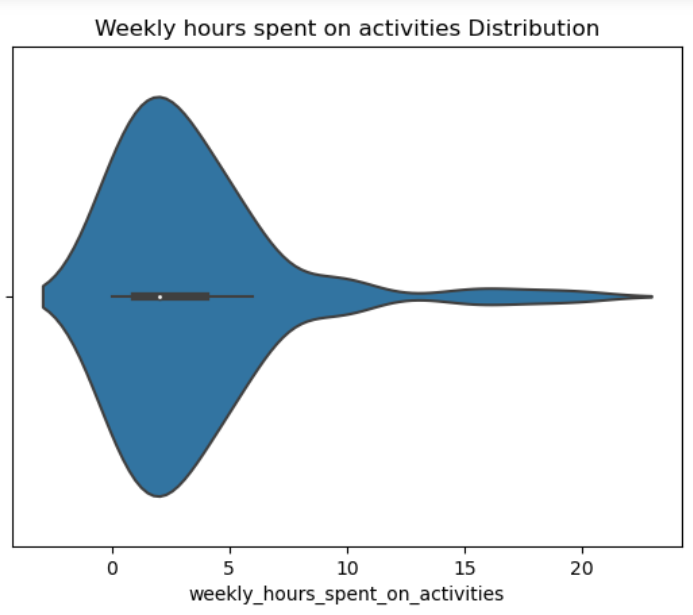 Weekly hours spent on activities Distribution
0 5 10 15 20
weekly_hours_spent_on_activities